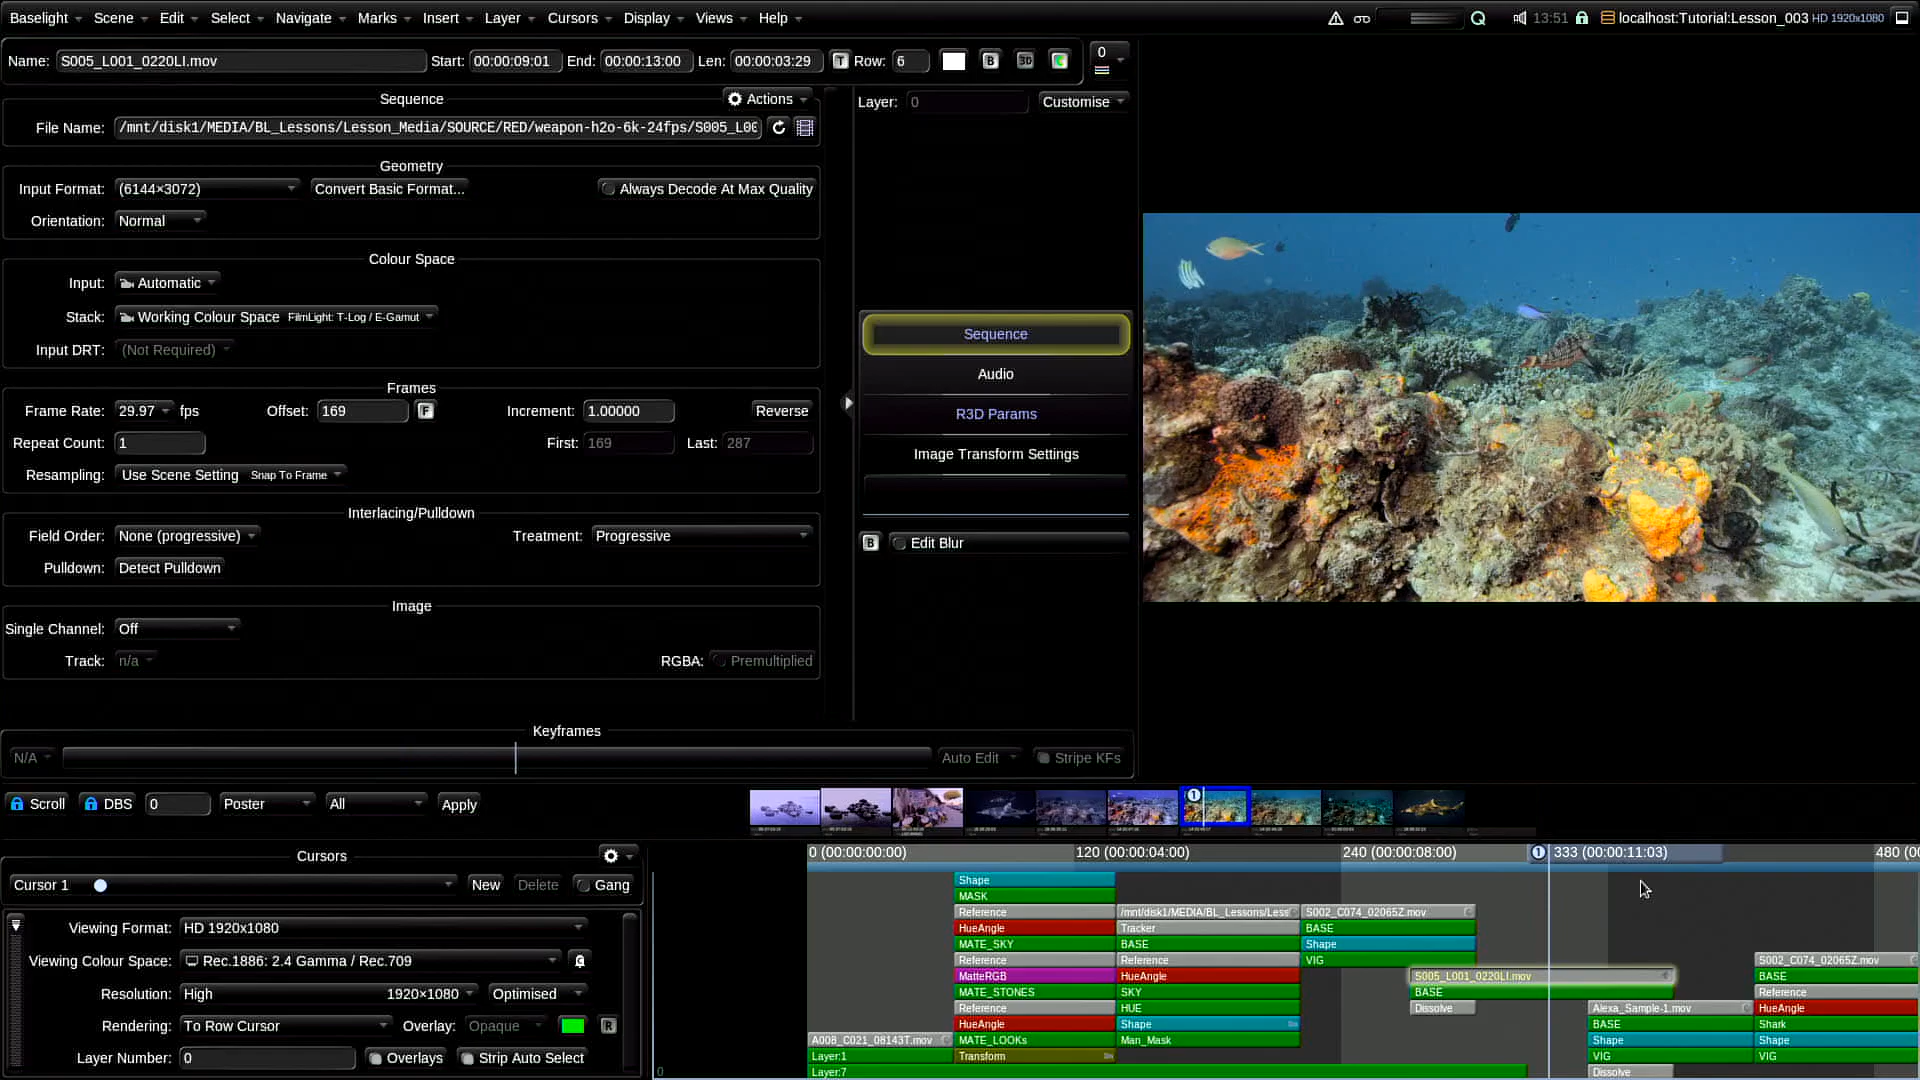 Baselight Scene Edit Select Navigate Marks Insert Layer Cursors Display Views Help 13:51 localhost:Tutorial:Lesson_003 HD 1920x1080
Name: S005_L001_0220LI.mov Start: 00:00:09:01 End: 00:00:13:00 Len: 00:00:03:29 T Row: 6 B 3D 0
Sequence Actions
Layer: 0 Customise
File Name: /mnt/disk1/MEDIA/BL_Lessons/Lesson_Media/SOURCE/RED/weapon-h2o-6k-24fps/S005_L00
Geometry
Input Format: (6144×3072) Convert Basic Format... Always Decode At Max Quality
Orientation: Normal
Colour Space
Input: Automatic
Stack: Working Colour Space FilmLight: T-Log / E-Gamut
Input DRT: (Not Required)
Frames
Frame Rate: 29.97 fps Offset: 169 F Increment: 1.00000 Reverse
Repeat Count: 1 First: 169 Last: 287
Resampling: Use Scene Setting Snap To Frame
Interlacing/Pulldown
Field Order: None (progressive) Treatment: Progressive
Pulldown: Detect Pulldown
Image
Single Channel: Off
Track: n/a RGBA: Premultiplied
Sequence
Audio
R3D Params
Image Transform Settings
B Edit Blur
Keyframes
N/A Auto Edit Stripe KFs
Scroll DBS 0 Poster All Apply
1
Cursors
Cursor 1 New Delete Gang
Viewing Format: HD 1920x1080
Viewing Colour Space: Rec.1886: 2.4 Gamma / Rec.709
Resolution: High 1920×1080 Optimised
Rendering: To Row Cursor Overlay: Opaque R
Layer Number: 0 Overlays Strip Auto Select
0 (00:00:00:00) 120 (00:00:04:00) 240 (00:00:08:00) 1 333 (00:00:11:03) 480 (00
Shape
MASK
Reference /mnt/disk1/MEDIA/BL_Lessons/Less S002_C074_02065Z.mov
HueAngle Tracker BASE
MATE_SKY BASE Shape
Reference Reference VIG S002_C074_02065Z.mov
MatteRGB HueAngle S005_L001_0220LI.mov BASE
MATE_STONES SKY BASE Reference
Reference HUE Dissolve Alexa_Sample-1.mov HueAngle
HueAngle Shape BASE Shark
A008_C021_08143T.mov MATE_LOOKs Man_Mask Shape Shape
Layer:1 Transform VIG VIG
0 Layer:7 Dissolve